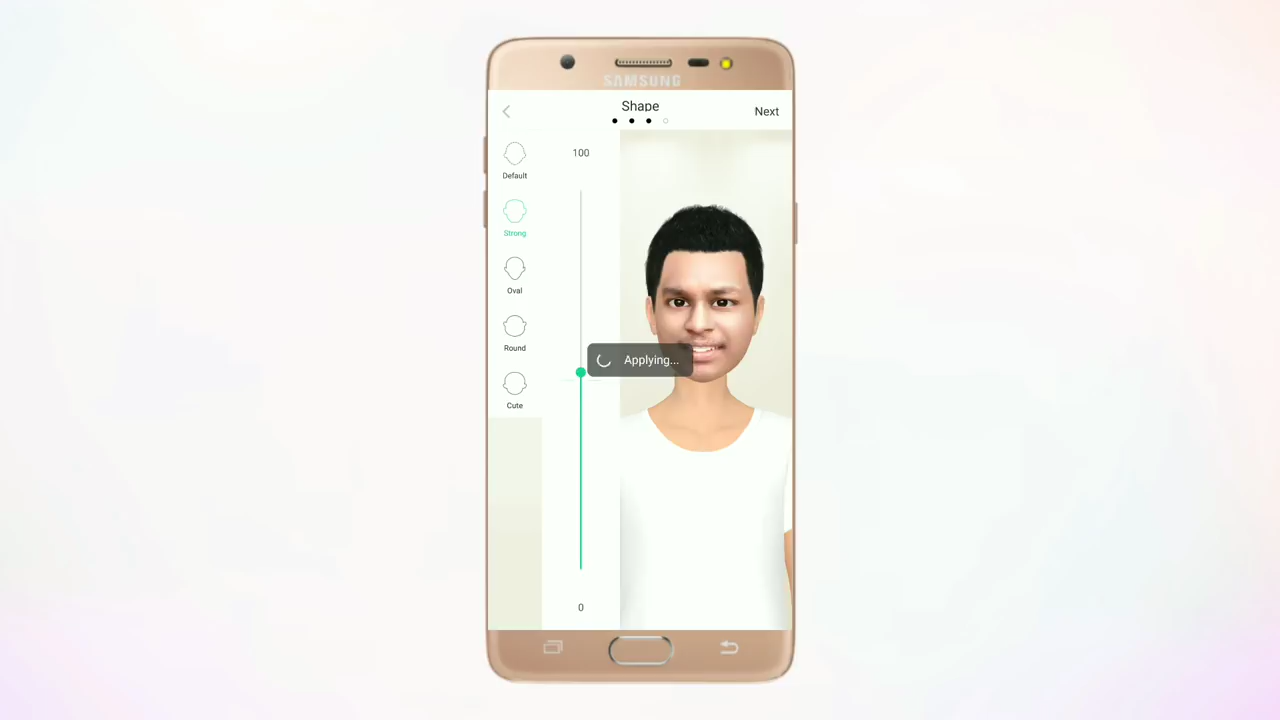 SAMSUNG
Shape
Next
100
Default
Strong
Oval
Round
Applying...
Cute
0